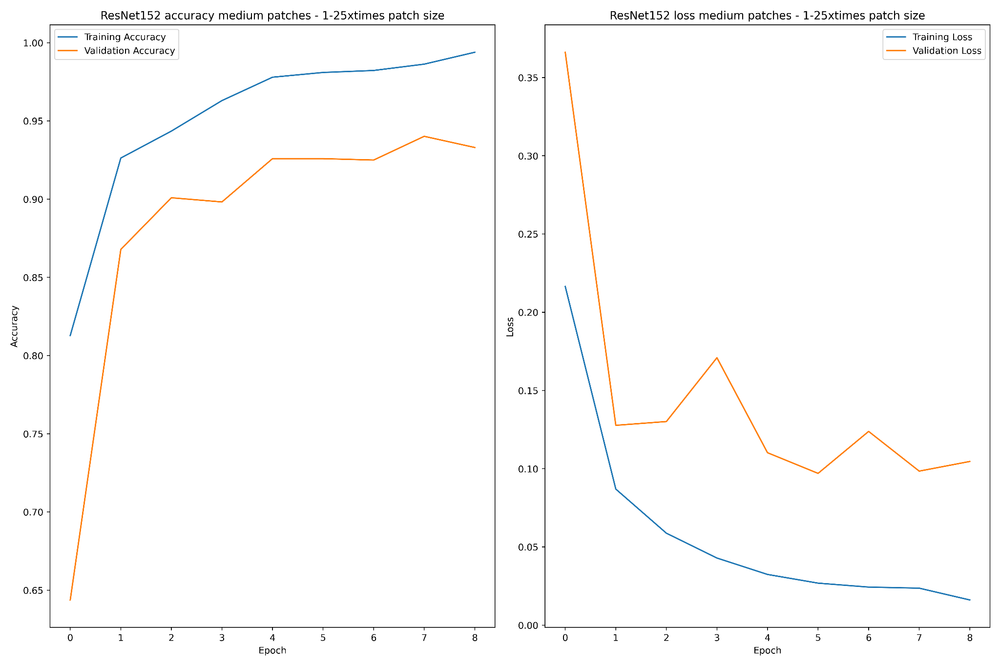 ResNet152 accuracy medium patches - 1-25xtimes patch size
Training Accuracy
Validation Accuracy
1.00
0.95
0.90
0.85
0.80
0.75
0.70
0.65
Accuracy
0 1 2 3 4 5 6 7 8
Epoch
ResNet152 loss medium patches - 1-25xtimes patch size
Training Loss
Validation Loss
0.35
0.30
0.25
0.20
0.15
0.10
0.05
0.00
Loss
0 1 2 3 4 5 6 7 8
Epoch